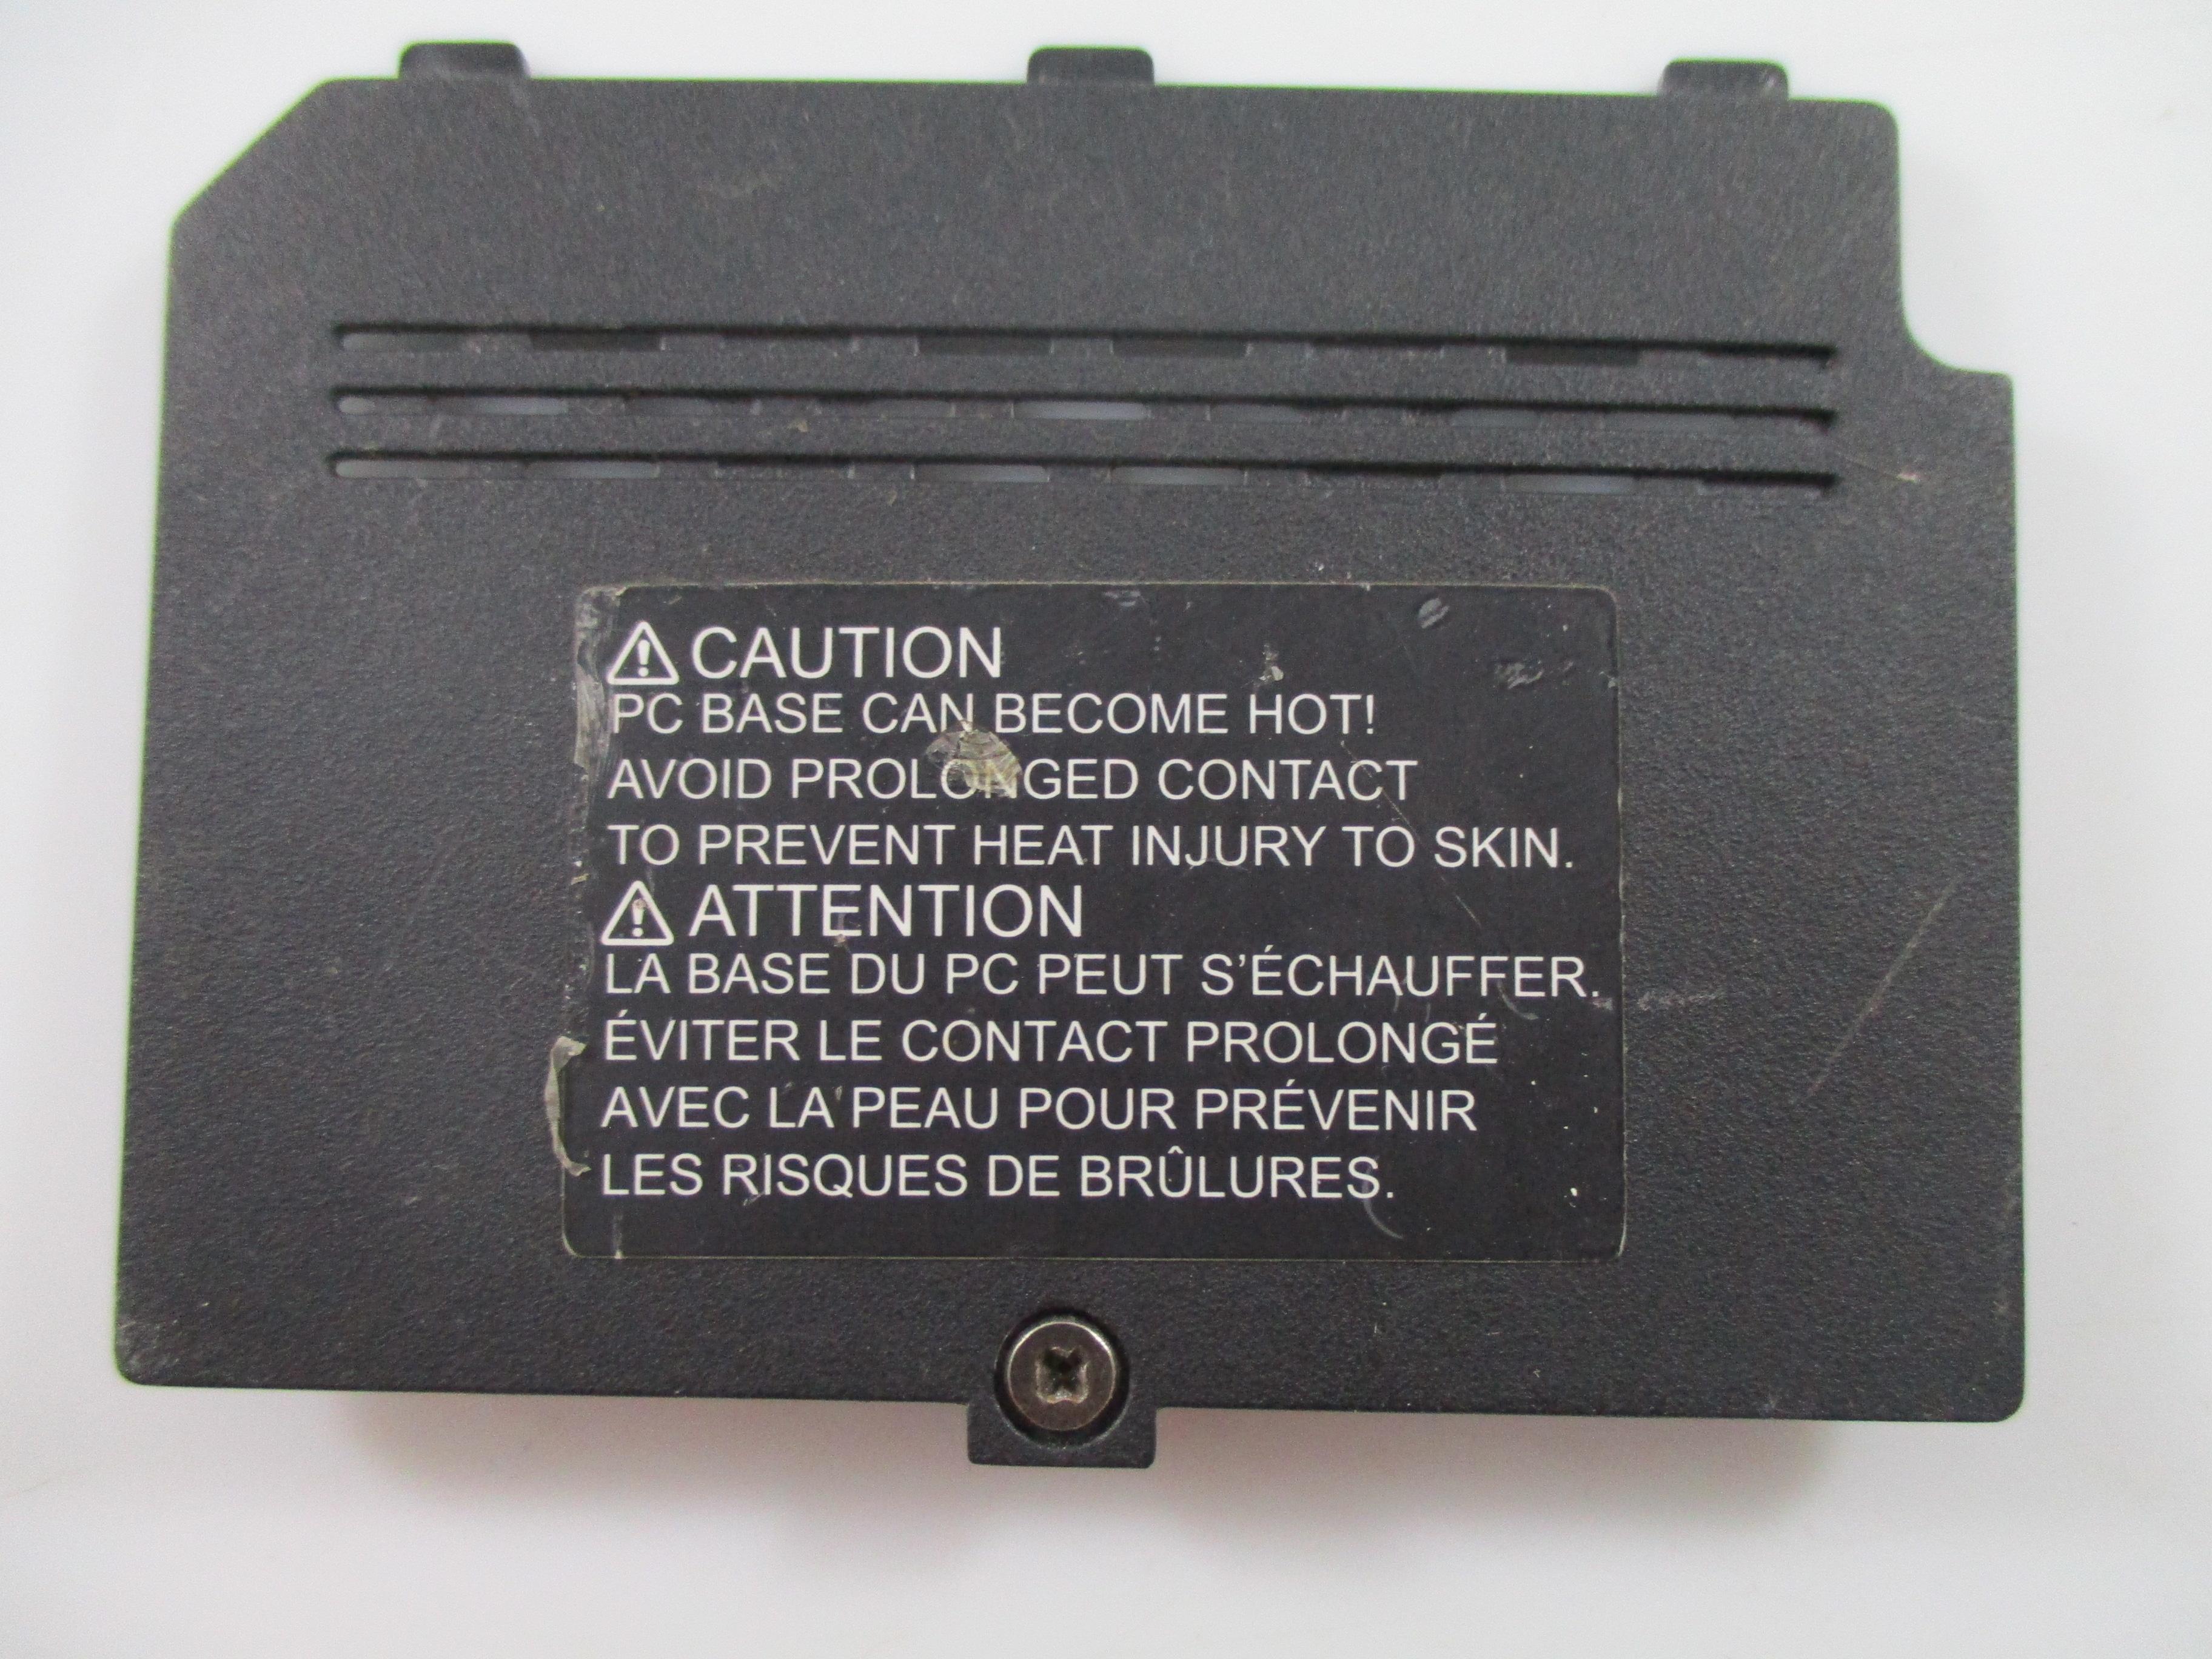 CAUTION
PC BASE CAN BECOME HOT!
AVOID PROLONGED CONTACT
TO PREVENT HEAT INJURY TO SKIN.
ATTENTION
LA BASE DU PC PEUT S'ÉCHAUFFER.
ÉVITER LE CONTACT PROLONGÉ
AVEC LA PEAU POUR PRÉVENIR
LES RISQUES DE BRÛLURES.